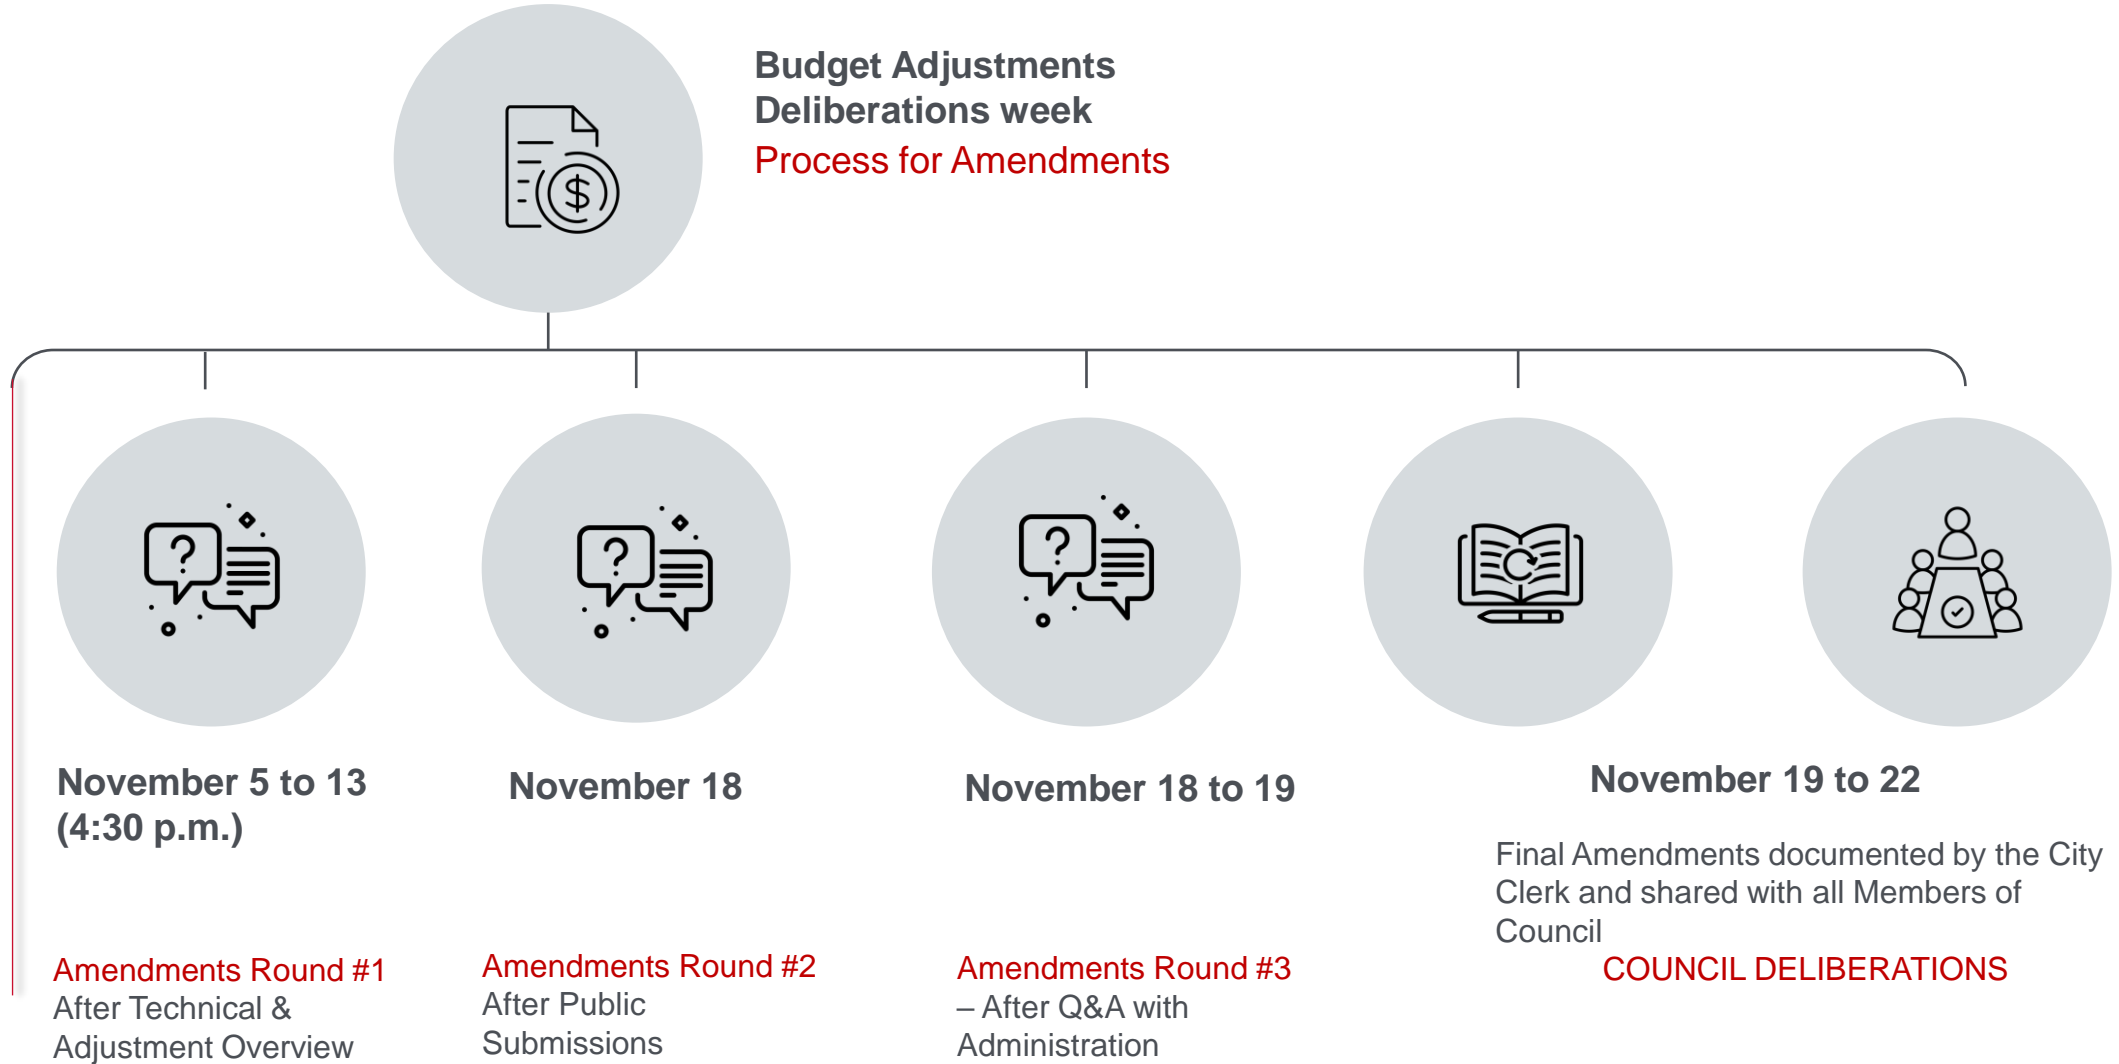 Budget Adjustments
Deliberations week
Process for Amendments
November 5 to 13
(4:30 p.m.)
Amendments Round #1
After Technical &
Adjustment Overview
November 18
Amendments Round #2
After Public
Submissions
November 18 to 19
Amendments Round #3
– After Q&A with
Administration
November 19 to 22
Final Amendments documented by the City
Clerk and shared with all Members of
Council
COUNCIL DELIBERATIONS